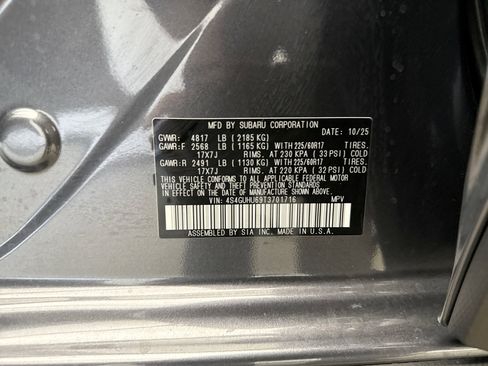 MFD BY SUBARU CORPORATION DATE: 10/25
GVWR: 4817 LB ( 2185 KG)
GAWR:F 2568 LB ( 1165 KG) WITH 225/60R17 TIRES.
17X7J RIMS. AT 230 KPA ( 33 PSI) COLD
GAWR:R 2491 LB ( 1130 KG) WITH 225/60R17 TIRES.
17X7J RIMS. AT 220 KPA ( 32 PSI) COLD
THIS VEHICLE CONFORMS TO ALL APPLICABLE FEDERAL MOTOR
VEHICLE SAFETY AND THEFT PREVENTION STANDARDS
IN EFFECT ON THE DATE OF MANUFACTURE SHOWN ABOVE.
VIN: 4S4GUHU69T3701716 MPV
ASSEMBLED BY SIA INC. MADE IN U.S.A.